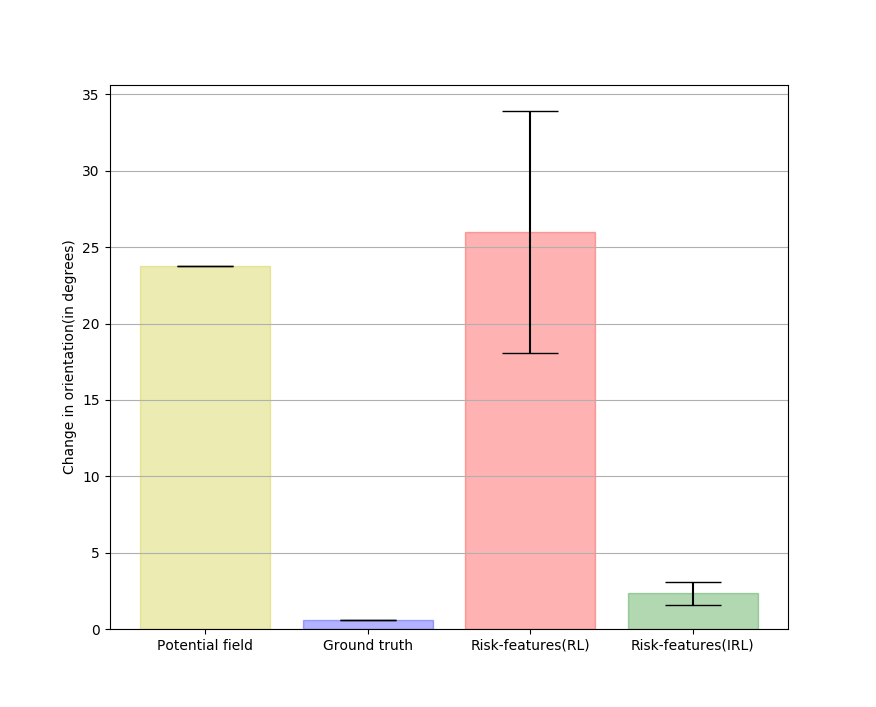 35
30
25
20
15
10
5
0
Change in orientation(in degrees)
Potential field
Ground truth
Risk-features(RL)
Risk-features(IRL)